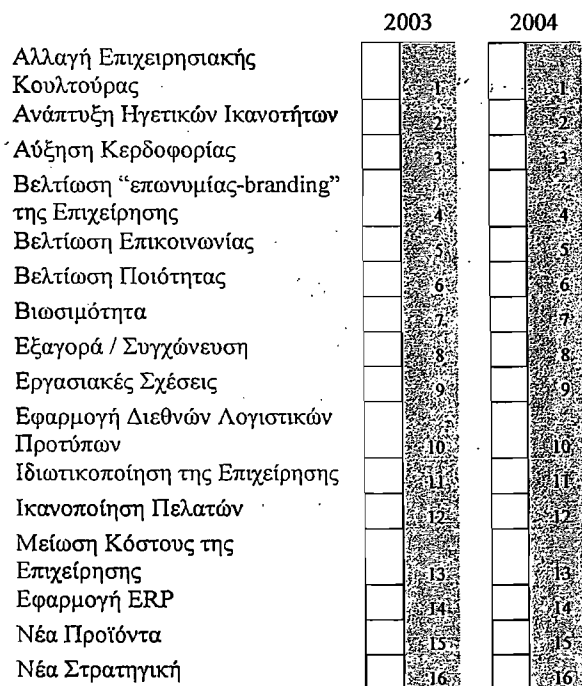 2003 2004
Αλλαγή Επιχειρησιακής
Κουλτούρας 1 1
Ανάπτυξη Ηγετικών Ικανοτήτων 2 2
Αύξηση Κερδοφορίας 3 3
Βελτίωση “επωνυμίας-branding”
της Επιχείρησης 4 4
Βελτίωση Επικοινωνίας 5 5
Βελτίωση Ποιότητας 6 6
Βιωσιμότητα 7 7
Εξαγορά / Συγχώνευση 8 8
Εργασιακές Σχέσεις 9 9
Εφαρμογή Διεθνών Λογιστικών
Προτύπων 10 10
Ιδιωτικοποίηση της Επιχείρησης 11 11
Ικανοποίηση Πελατών 12 12
Μείωση Κόστους της
Επιχείρησης 13 13
Εφαρμογή ERP 14 14
Νέα Προϊόντα 15 15
Νέα Στρατηγική 16 16